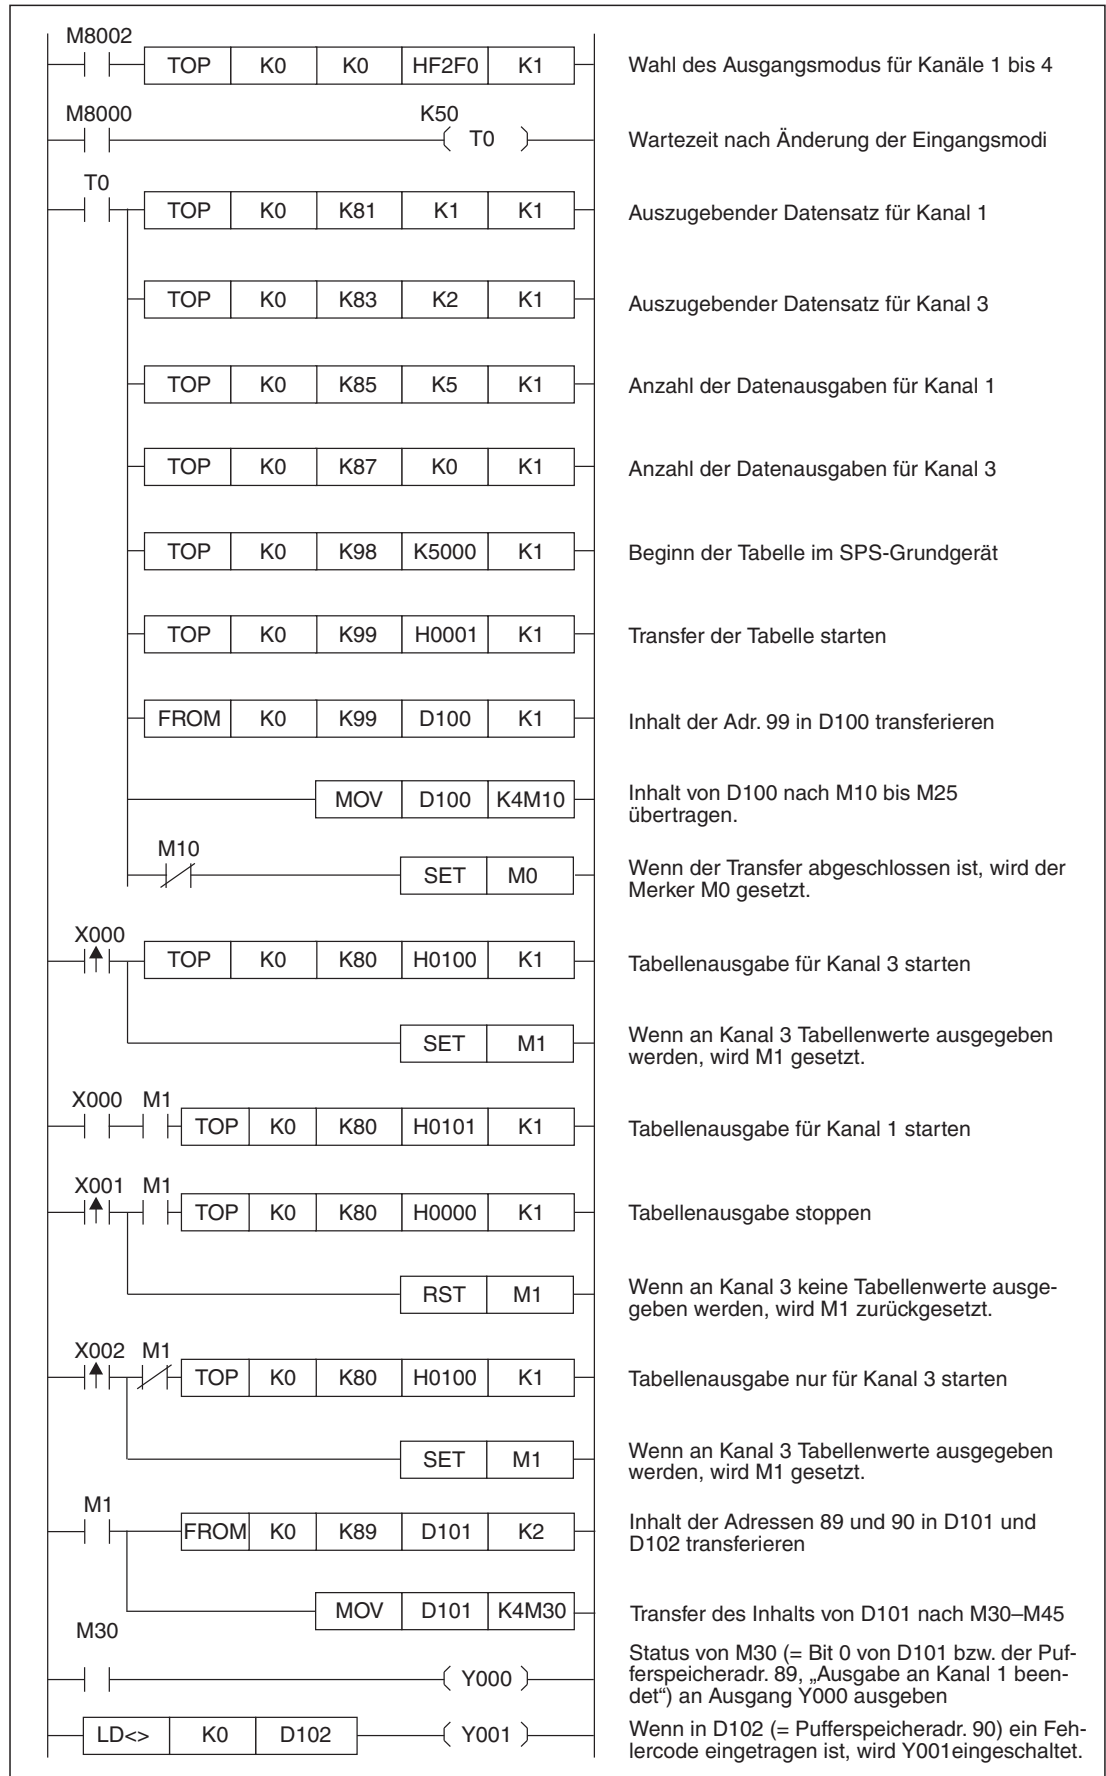 M8002
TOP K0 K0 HF2F0 K1 Wahl des Ausgangsmodus für Kanäle 1 bis 4
M8000 K50
T0 Wartezeit nach Änderung der Eingangsmodi
T0
TOP K0 K81 K1 K1 Auszugebender Datensatz für Kanal 1
TOP K0 K83 K2 K1 Auszugebender Datensatz für Kanal 3
TOP K0 K85 K5 K1 Anzahl der Datenausgaben für Kanal 1
TOP K0 K87 K0 K1 Anzahl der Datenausgaben für Kanal 3
TOP K0 K98 K5000 K1 Beginn der Tabelle im SPS-Grundgerät
TOP K0 K99 H0001 K1 Transfer der Tabelle starten
FROM K0 K99 D100 K1 Inhalt der Adr. 99 in D100 transferieren
MOV D100 K4M10 Inhalt von D100 nach M10 bis M25
übertragen.
M10
SET M0 Wenn der Transfer abgeschlossen ist, wird der
Merker M0 gesetzt.
X000
TOP K0 K80 H0100 K1 Tabellenausgabe für Kanal 3 starten
SET M1 Wenn an Kanal 3 Tabellenwerte ausgegeben
werden, wird M1 gesetzt.
X000 M1
TOP K0 K80 H0101 K1 Tabellenausgabe für Kanal 1 starten
X001 M1
TOP K0 K80 H0000 K1 Tabellenausgabe stoppen
RST M1 Wenn an Kanal 3 keine Tabellenwerte ausge-
geben werden, wird M1 zurückgesetzt.
X002 M1
TOP K0 K80 H0100 K1 Tabellenausgabe nur für Kanal 3 starten
SET M1 Wenn an Kanal 3 Tabellenwerte ausgegeben
werden, wird M1 gesetzt.
M1
FROM K0 K89 D101 K2 Inhalt der Adressen 89 und 90 in D101 und
D102 transferieren
MOV D101 K4M30 Transfer des Inhalts von D101 nach M30–M45
M30
Y000 Status von M30 (= Bit 0 von D101 bzw. der Puf-
ferspeicheradr. 89, „Ausgabe an Kanal 1 been-
det“) an Ausgang Y000 ausgeben
LD<> K0 D102 Y001 Wenn in D102 (= Pufferspeicheradr. 90) ein Feh-
lercode eingetragen ist, wird Y001eingeschaltet.